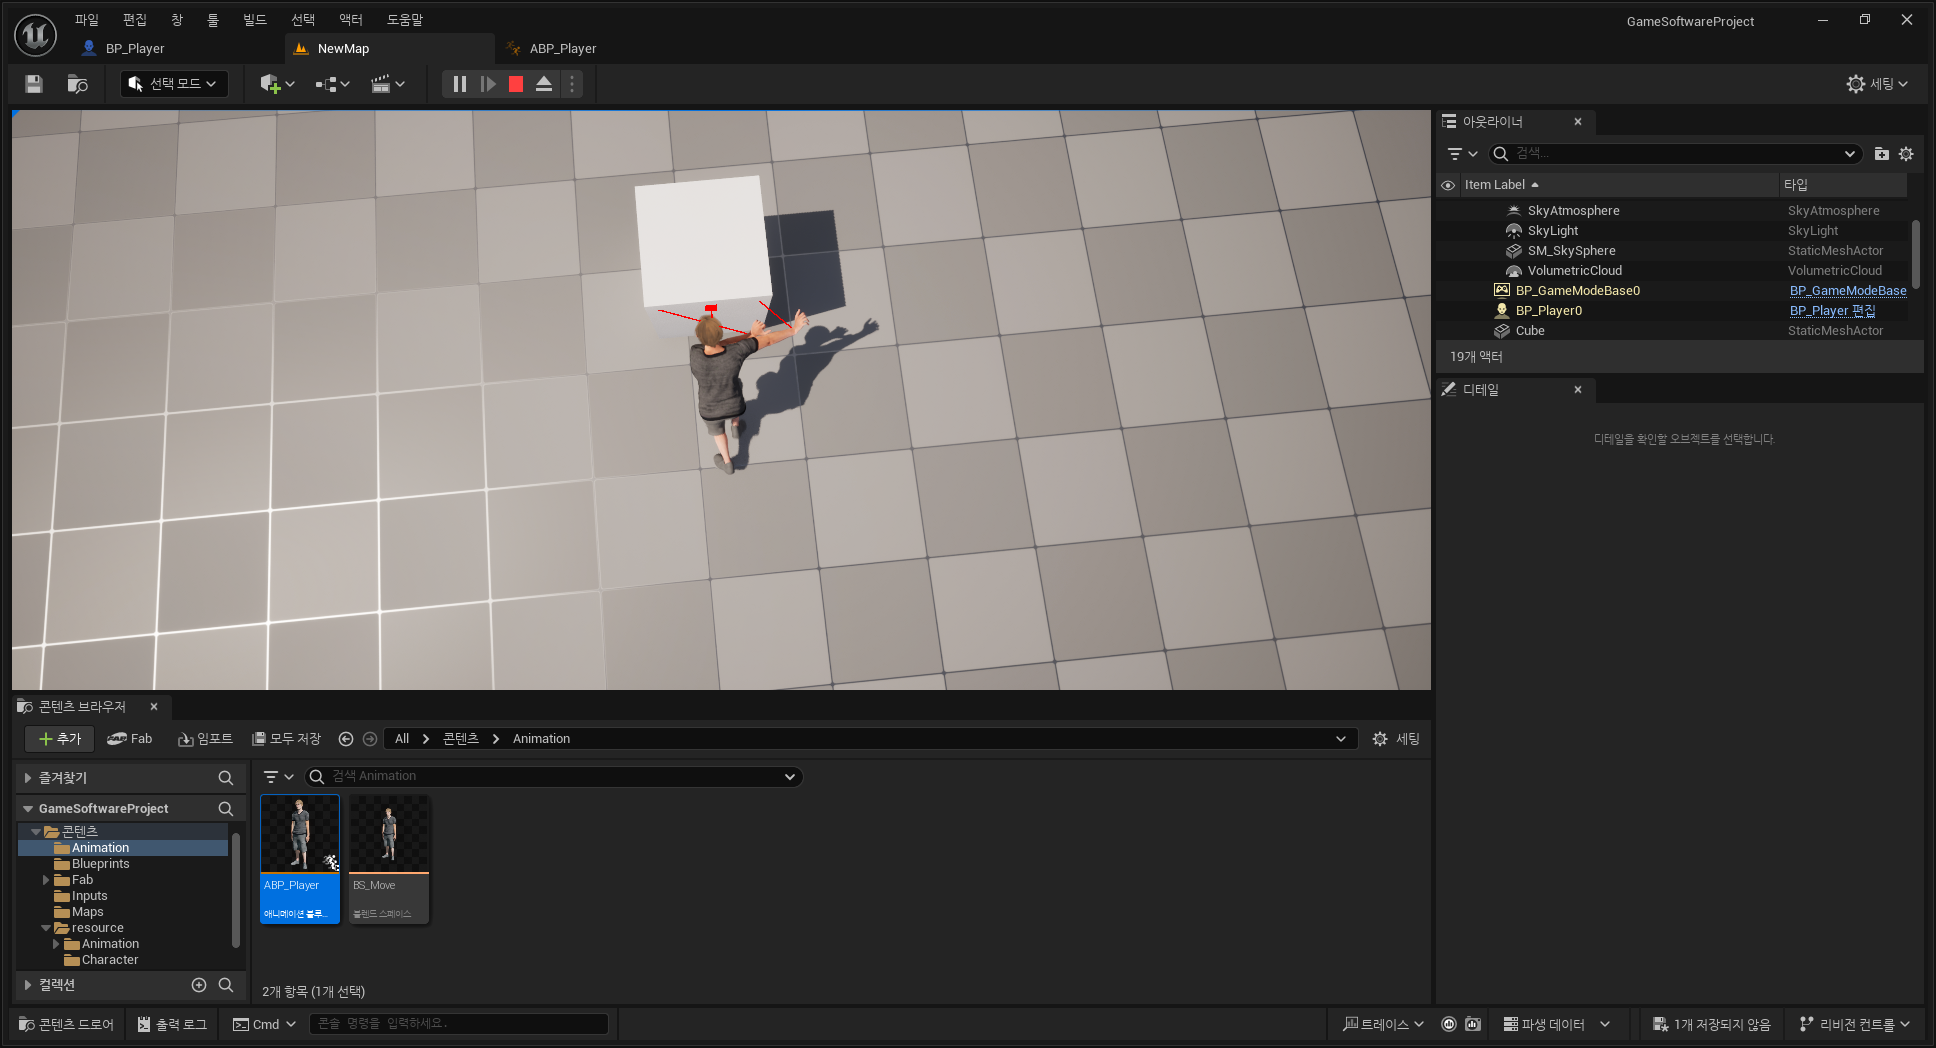 파일 편집 창 툴 빌드 선택 액터 도움말
GameSoftwareProject
BP_Player
NewMap
ABP_Player
선택 모드
세팅
아웃라이너
검색...
Item Label
타입
SkyAtmosphere SkyAtmosphere
SkyLight SkyLight
SM_SkySphere StaticMeshActor
VolumetricCloud VolumetricCloud
BP_GameModeBase0 BP_GameModeBase
BP_Player0 BP_Player 편집
Cube StaticMeshActor
19개 액터
디테일
디테일을 확인할 오브젝트를 선택합니다.
콘텐츠 브라우저
추가 Fab 임포트 모두 저장 All 콘텐츠 Animation 세팅
즐겨찾기
검색 Animation
GameSoftwareProject
콘텐츠
Animation
Blueprints
Fab
Inputs
Maps
resource
Animation
Character
컬렉션
ABP_Player
애니메이션 블루...
BS_Move
블렌드 스페이스
2개 항목 (1개 선택)
콘텐츠 드로어 출력 로그 Cmd 콘솔 명령을 입력하세요. 트레이스 파생 데이터 1개 저장되지 않음 리비전 컨트롤